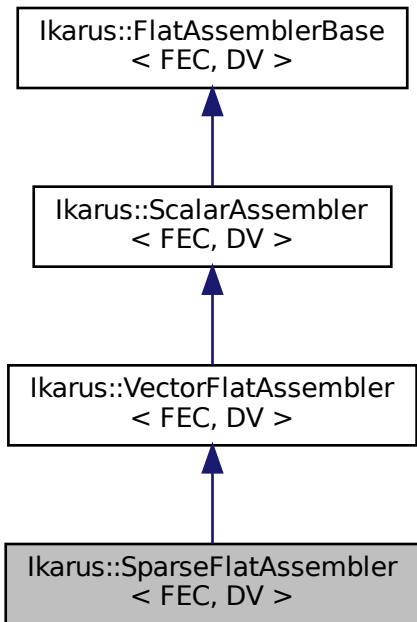 Ikarus::FlatAssemblerBase
< FEC, DV >
Ikarus::ScalarAssembler
< FEC, DV >
Ikarus::VectorFlatAssembler
< FEC, DV >
Ikarus::SparseFlatAssembler
< FEC, DV >